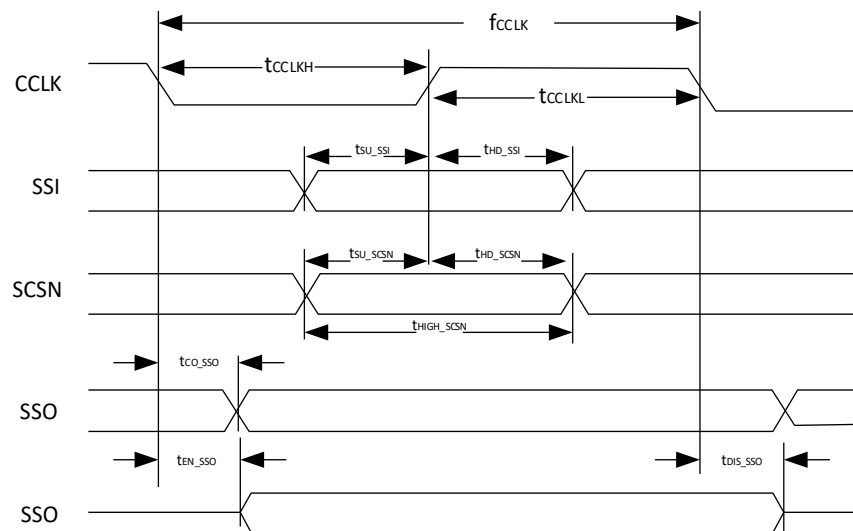 fCCLK
CCLK
tCCLKH
tCCLKL
tSU_SSI
tHD_SSI
SSI
tSU_SCSN
tHD_SCSN
SCSN
tHIGH_SCSN
tCO_SSO
SSO
tEN_SSO
tDIS_SSO
SSO